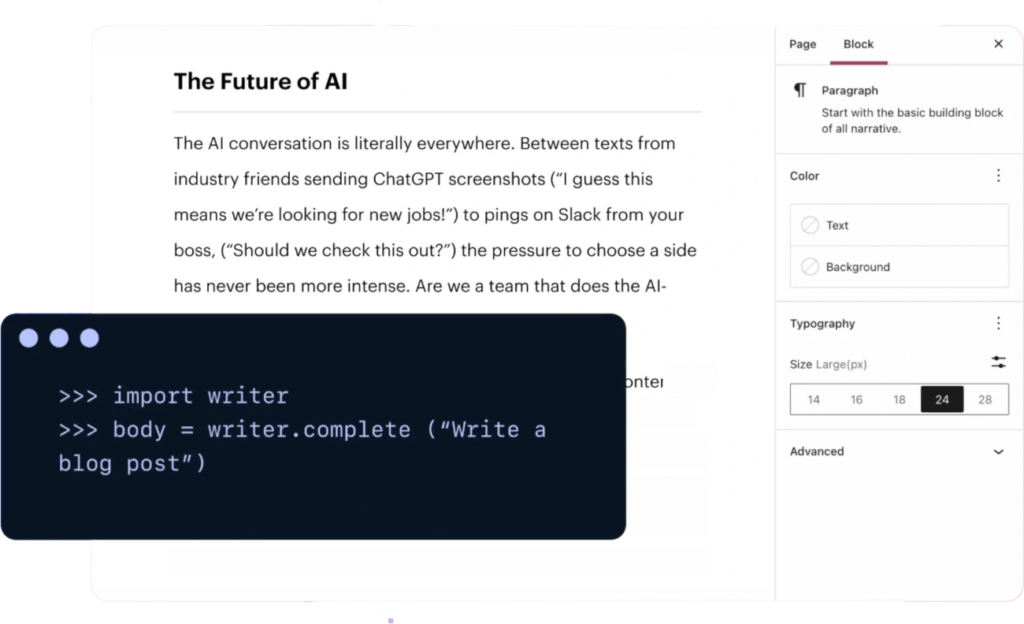 The Future of AI
The AI conversation is literally everywhere. Between texts from
industry friends sending ChatGPT screenshots (“I guess this
means we’re looking for new jobs!”) to pings on Slack from your
boss, (“Should we check this out?”) the pressure to choose a side
has never been more intense. Are we a team that does the AI-
>>> import writer
>>> body = writer.complete (“Write a
blog post”)
Page Block
Paragraph
Start with the basic building block
of all narrative.
Color
Text
Background
Typography
Size Large(px)
14 16 18 24 28
Advanced